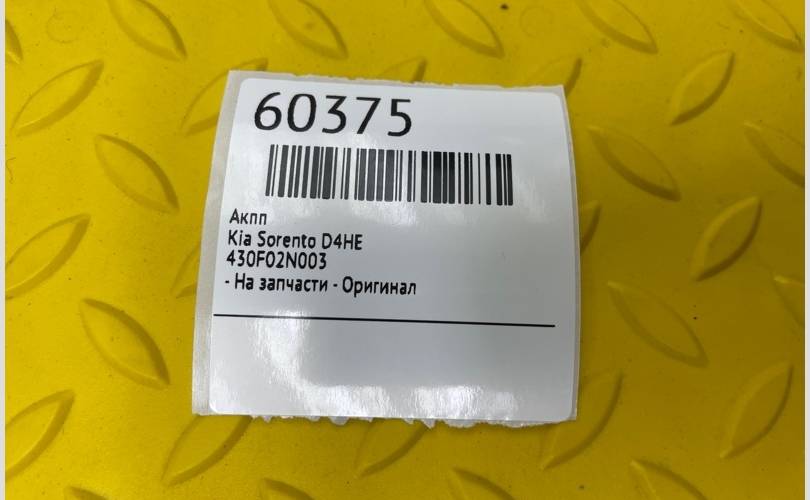 60375
Акпп
Kia Sorento D4HE
430F02N003
- На запчасти - Оригинал